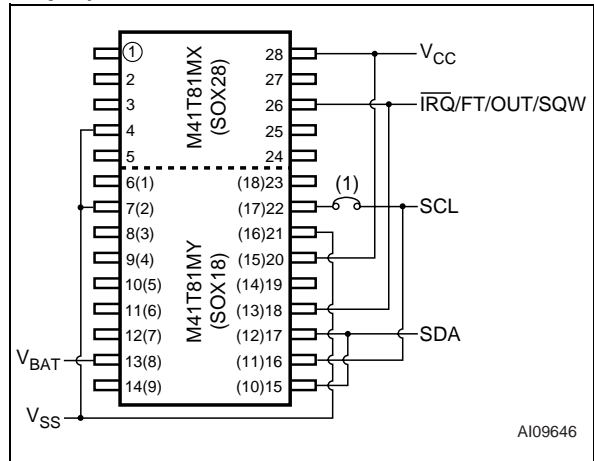 1
28
VCC
2
27
3
26
IRQ/FT/OUT/SQW
4
25
5
24
M41T81MX
(SOX28)
6(1)
(18)23
(1)
7(2)
(17)22
SCL
8(3)
(16)21
9(4)
(15)20
10(5)
(14)19
11(6)
(13)18
12(7)
(12)17
SDA
VBAT
13(8)
(11)16
14(9)
(10)15
M41T81MY
(SOX18)
VSS
AI09646